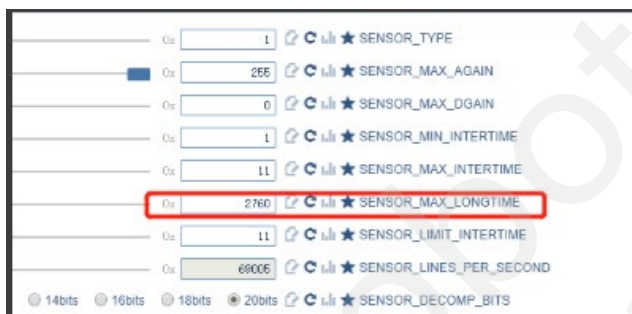 0x 1 SENSOR_TYPE
0x 255 SENSOR_MAX_AGAIN
0x 0 SENSOR_MAX_DGAIN
0x 1 SENSOR_MIN_INTERTIME
0x 11 SENSOR_MAX_INTERTIME
0x 2760 SENSOR_MAX_LONGTIME
0x 11 SENSOR_LIMIT_INTERTIME
0x 69005 SENSOR_LINES_PER_SECOND
14bits 16bits 18bits 20bits SENSOR_DECOMP_BITS